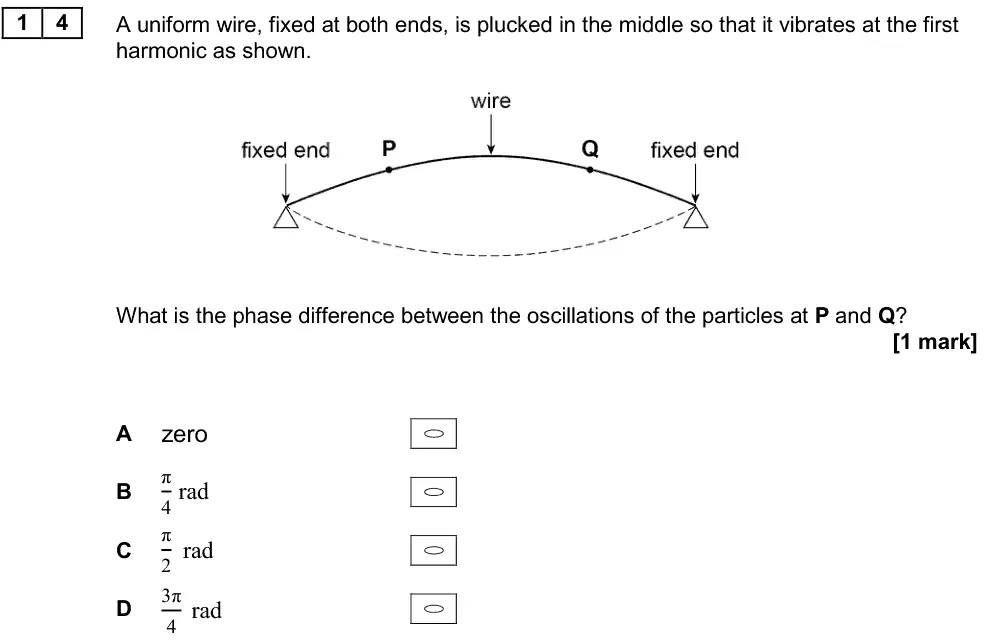 1 4 A uniform wire, fixed at both ends, is plucked in the middle so that it vibrates at the first
harmonic as shown.
wire
fixed end P Q fixed end
What is the phase difference between the oscillations of the particles at P and Q?
[1 mark]
A zero
B π/4 rad
C π/2 rad
D 3π/4 rad